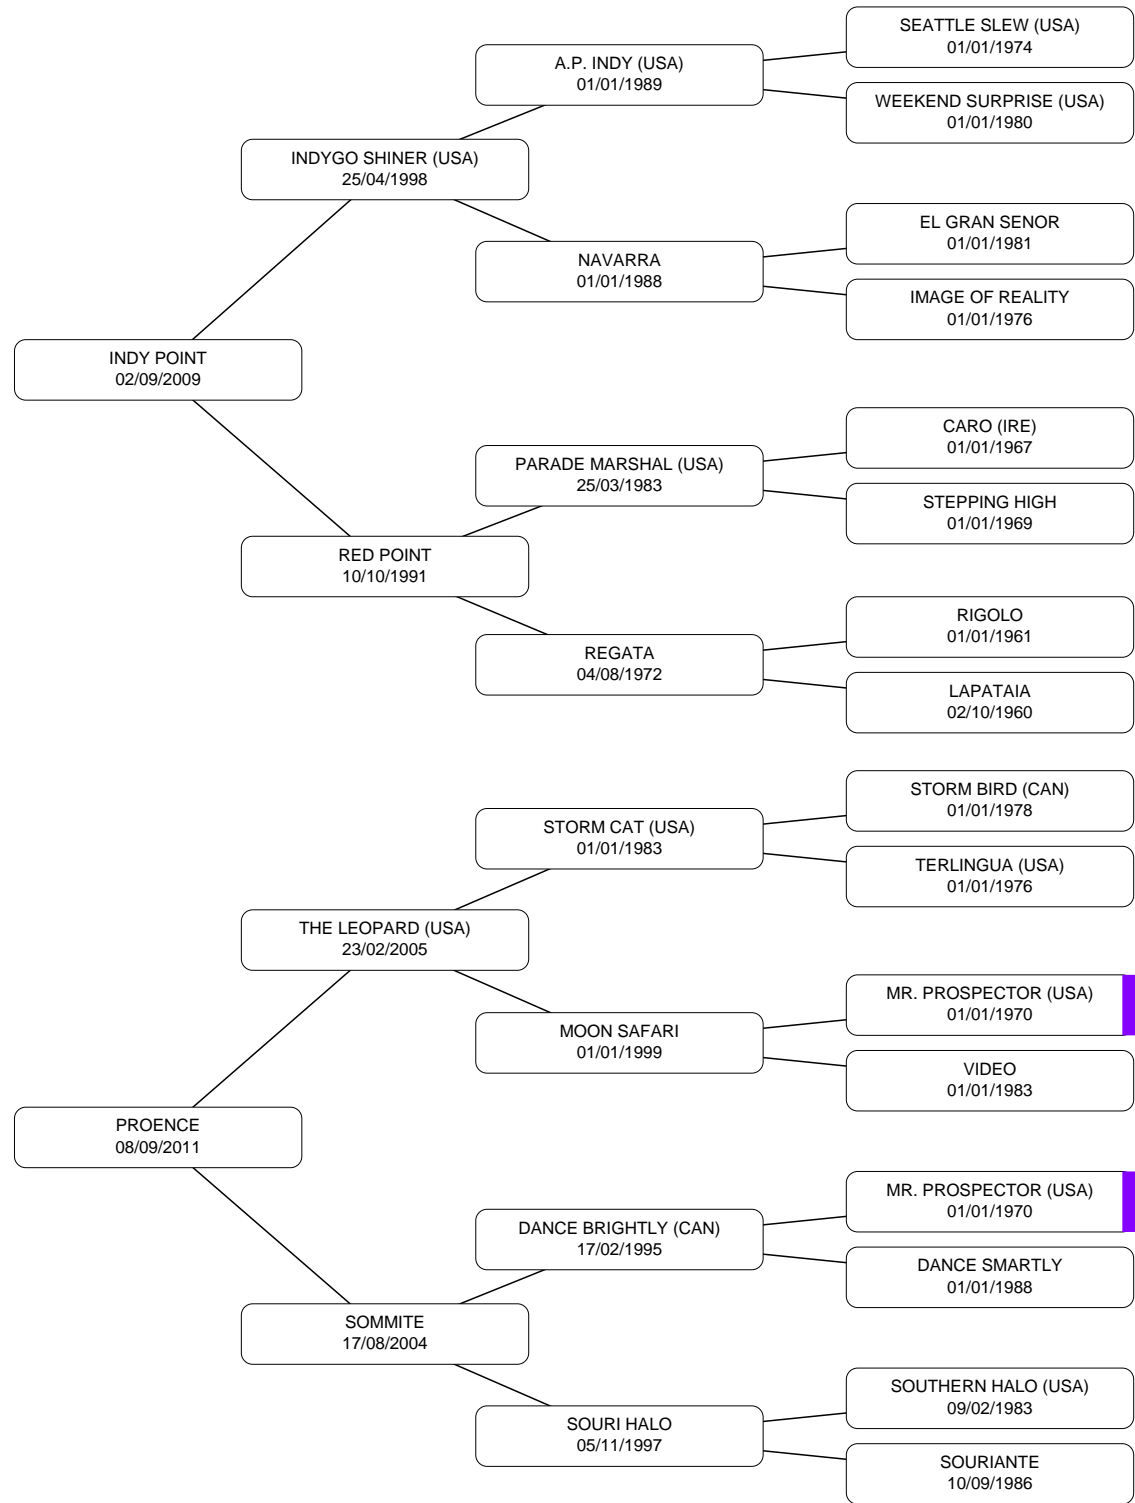 SEATTLE SLEW (USA)
01/01/1974
A.P. INDY (USA)
01/01/1989
WEEKEND SURPRISE (USA)
01/01/1980
INDYGO SHINER (USA)
25/04/1998
EL GRAN SENOR
01/01/1981
NAVARRA
01/01/1988
IMAGE OF REALITY
01/01/1976
INDY POINT
02/09/2009
CARO (IRE)
01/01/1967
PARADE MARSHAL (USA)
25/03/1983
STEPPING HIGH
01/01/1969
RED POINT
10/10/1991
RIGOLO
01/01/1961
REGATA
04/08/1972
LAPATAIA
02/10/1960
STORM BIRD (CAN)
01/01/1978
STORM CAT (USA)
01/01/1983
TERLINGUA (USA)
01/01/1976
THE LEOPARD (USA)
23/02/2005
MR. PROSPECTOR (USA)
01/01/1970
MOON SAFARI
01/01/1999
VIDEO
01/01/1983
PROENCE
08/09/2011
MR. PROSPECTOR (USA)
01/01/1970
DANCE BRIGHTLY (CAN)
17/02/1995
DANCE SMARTLY
01/01/1988
SOMMITE
17/08/2004
SOUTHERN HALO (USA)
09/02/1983
SOURI HALO
05/11/1997
SOURIANTE
10/09/1986